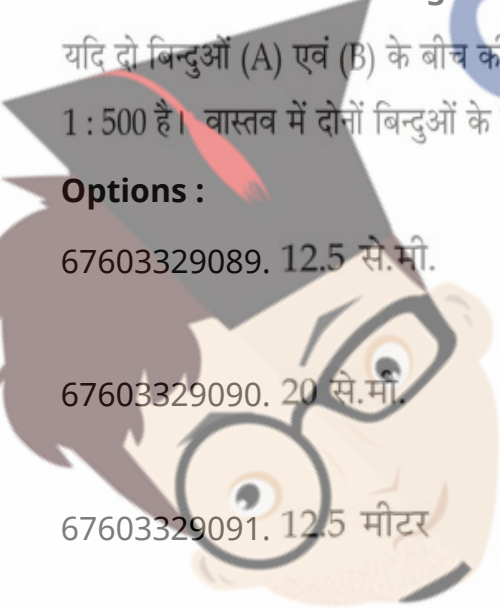 यदि दो बिन्दुओं (A) एवं (B) के बीच की
1 : 500 है। वास्तव में दोनों बिन्दुओं के
Options :
67603329089. 12.5 से.मी.
67603329090. 20 से.मी.
67603329091. 12.5 मीटर